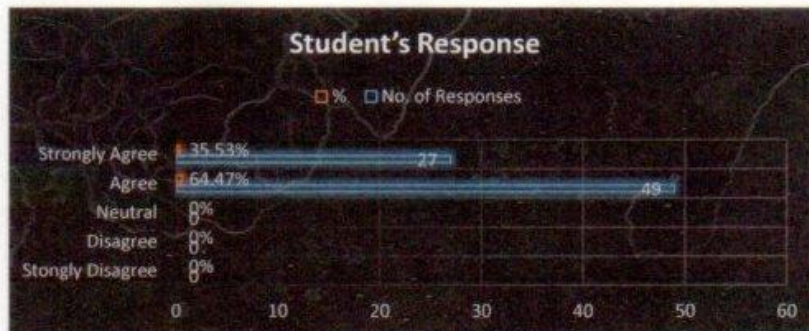 Student's Response
% No. of Responses
Strongly Agree 35.53% 27
Agree 64.47% 49
Neutral 0% 0
Disagree 0% 0
Stongly Disagree 0% 0
0 10 20 30 40 50 60